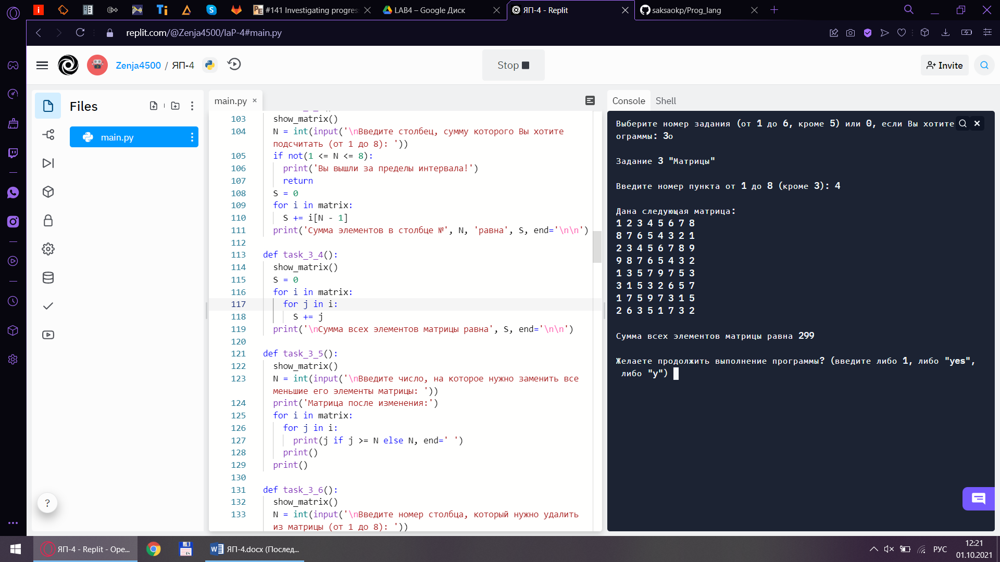 #141 Investigating progres
LAB4 – Google Диск
ЯП-4 - Replit
saksaokp/Prog_lang
replit.com/@Zenja4500/IaP-4#main.py
Zenja4500 / ЯП-4
Stop
Invite
Files
main.py
main.py ×
103 show_matrix()
104 N = int(input('\nВведите столбец, сумму которого Вы хотите
подсчитать (от 1 до 8): '))
105 if not(1 <= N <= 8):
106 print('Вы вышли за пределы интервала!')
107 return
108 S = 0
109 for i in matrix:
110 S += i[N - 1]
111 print('Сумма элементов в столбце №', N, 'равна', S, end='\n\n')
112
113 def task_3_4():
114 show_matrix()
115 S = 0
116 for i in matrix:
117 for j in i:
118 S += j
119 print('\nСумма всех элементов матрицы равна', S, end='\n\n')
120
121 def task_3_5():
122 show_matrix()
123 N = int(input('\nВведите число, на которое нужно заменить все
меньшие его элементы матрицы: '))
124 print('Матрица после изменения:')
125 for i in matrix:
126 for j in i:
127 print(j if j >= N else N, end=' ')
128 print()
129 print()
130
131 def task_3_6():
132 show_matrix()
133 N = int(input('\nВведите номер столбца, который нужно удалить
из матрицы (от 1 до 8): '))
Console
Shell
Выберите номер задания (от 1 до 6, кроме 5) или 0, если Вы хотите
ограммы: 3о
Задание 3 "Матрицы"
Введите номер пункта от 1 до 8 (кроме 3): 4
Дана следующая матрица:
1 2 3 4 5 6 7 8
8 7 6 5 4 3 2 1
2 3 4 5 6 7 8 9
9 8 7 6 5 4 3 2
1 3 5 7 9 7 5 3
3 1 5 3 2 6 5 7
1 7 5 9 7 3 1 5
2 6 3 5 1 7 3 2
Сумма всех элементов матрицы равна 299
Желаете продолжить выполнение программы? (введите либо 1, либо "yes",
либо "y")
?
ЯП-4 - Replit - Ope...
ЯП-4.docx (Послед...
РУС
12:21
01.10.2021